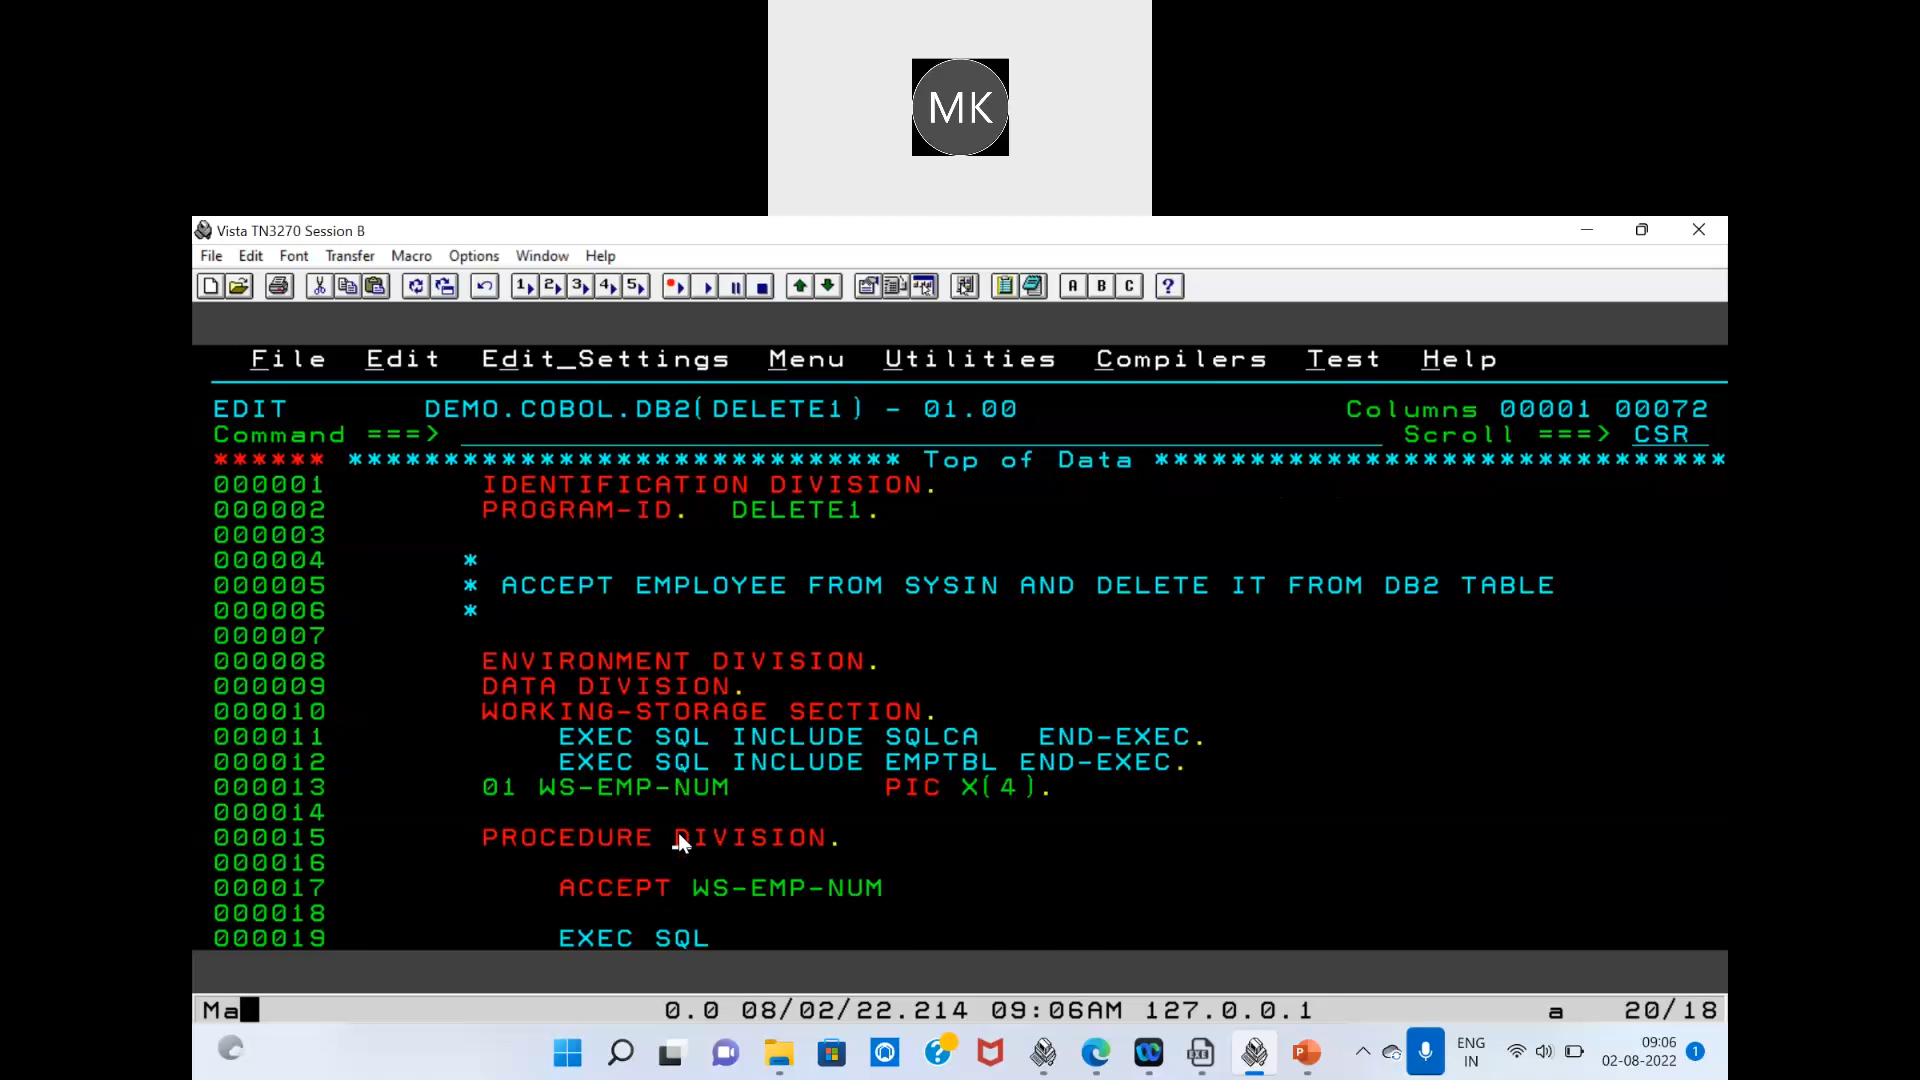 MK
Vista TN3270 Session B
File Edit Font Transfer Macro Options Window Help
1 2 3 4 5 A B C ?
File Edit Edit_Settings Menu Utilities Compilers Test Help
EDIT DEMO.COBOL.DB2(DELETE1) - 01.00 Columns 00001 00072
Command ===> Scroll ===> CSR
****** ***************************** Top of Data ******************************
000001 IDENTIFICATION DIVISION.
000002 PROGRAM-ID. DELETE1.
000003
000004 *
000005 * ACCEPT EMPLOYEE FROM SYSIN AND DELETE IT FROM DB2 TABLE
000006 *
000007
000008 ENVIRONMENT DIVISION.
000009 DATA DIVISION.
000010 WORKING-STORAGE SECTION.
000011 EXEC SQL INCLUDE SQLCA END-EXEC.
000012 EXEC SQL INCLUDE EMPTBL END-EXEC.
000013 01 WS-EMP-NUM PIC X(4).
000014
000015 PROCEDURE DIVISION.
000016
000017 ACCEPT WS-EMP-NUM
000018
000019 EXEC SQL
Ma 0.0 08/02/22.214 09:06AM 127.0.0.1 a 20/18
ENG IN 09:06 02-08-2022 1